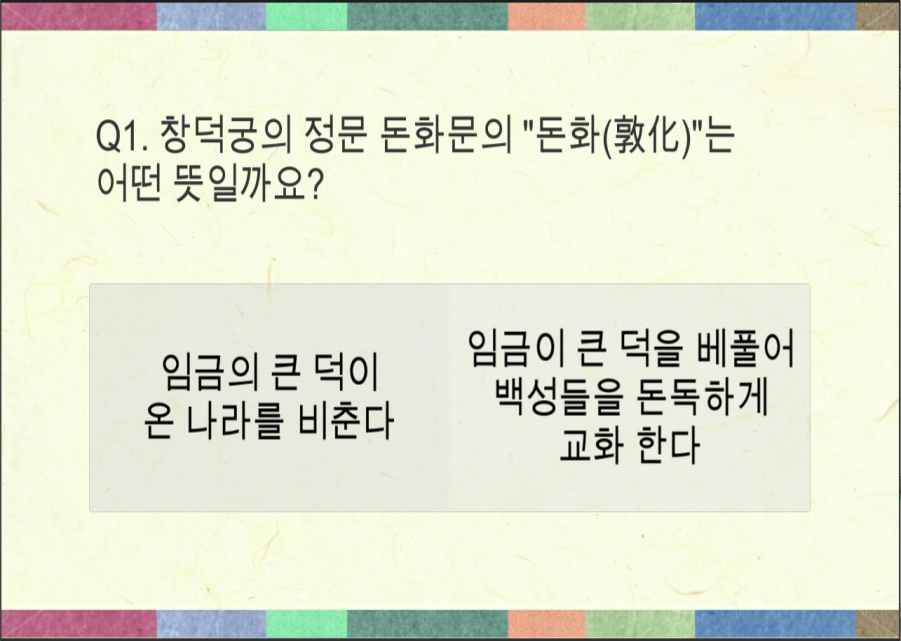 Q1. 창덕궁의 정문 돈화문의 "돈화(敦化)"는
어떤 뜻일까요?
임금의 큰 덕이
온 나라를 비춘다
임금이 큰 덕을 베풀어
백성들을 돈독하게
교화 한다